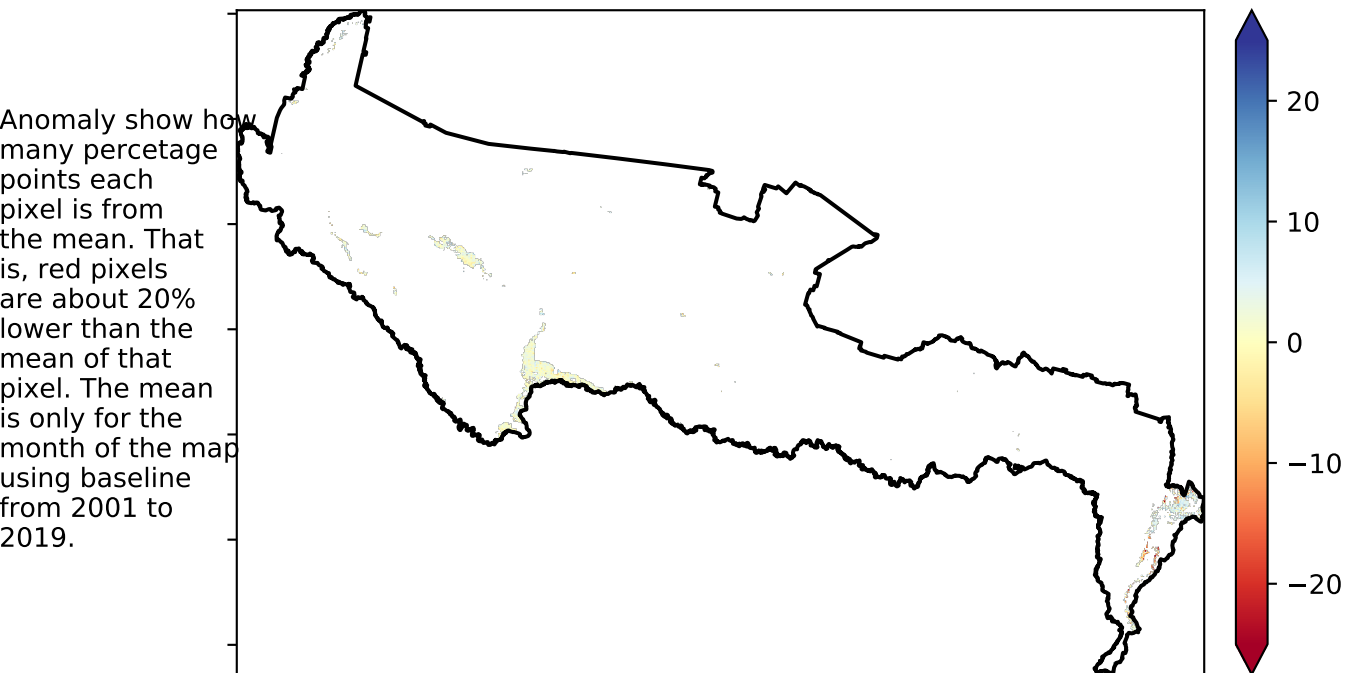 Anomaly show how
many percetage
points each
pixel is from
the mean. That
is, red pixels
are about 20%
lower than the
mean of that
pixel. The mean
is only for the
month of the map
using baseline
from 2001 to
2019.
20
10
0
−10
−20